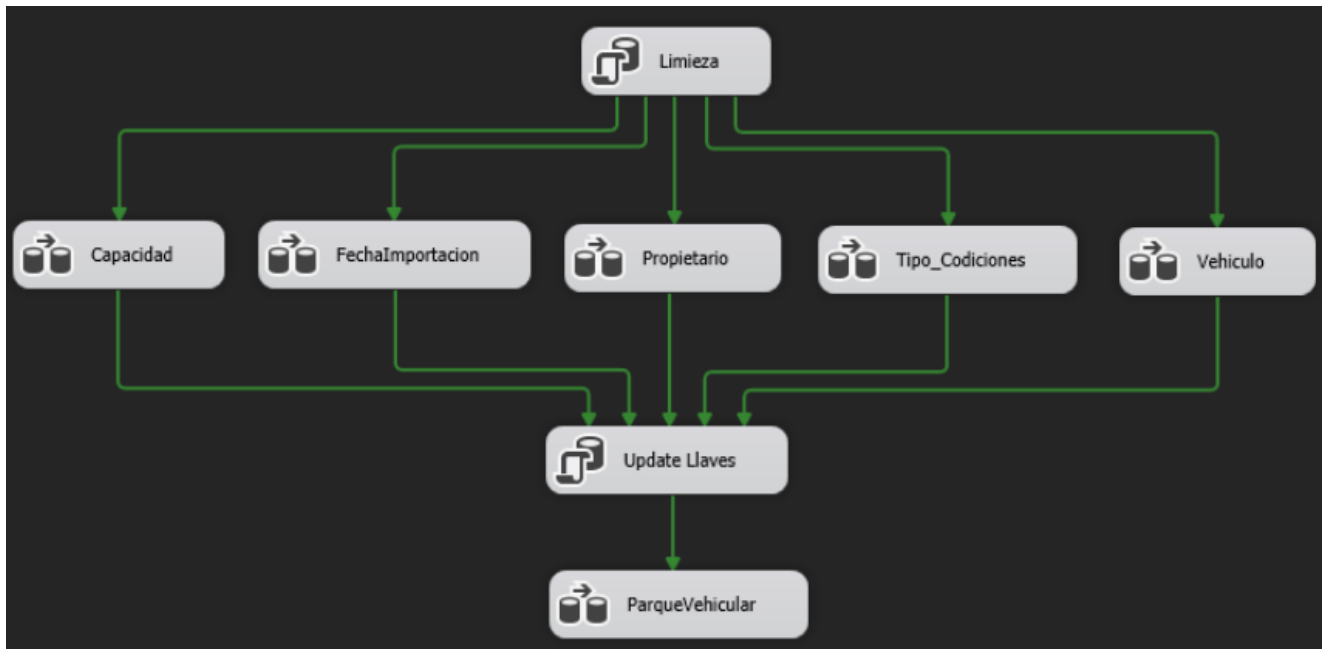 Limieza
Capacidad
FechaImportacion
Propietario
Tipo_Codiciones
Vehiculo
Update Llaves
ParqueVehicular